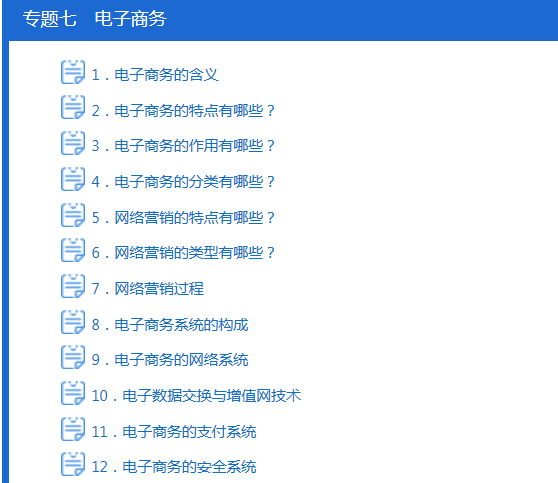 专题七 电子商务
1．电子商务的含义
2．电子商务的特点有哪些？
3．电子商务的作用有哪些？
4．电子商务的分类有哪些？
5．网络营销的特点有哪些？
6．网络营销的类型有哪些？
7．网络营销过程
8．电子商务系统的构成
9．电子商务的网络系统
10．电子数据交换与增值网技术
11．电子商务的支付系统
12．电子商务的安全系统